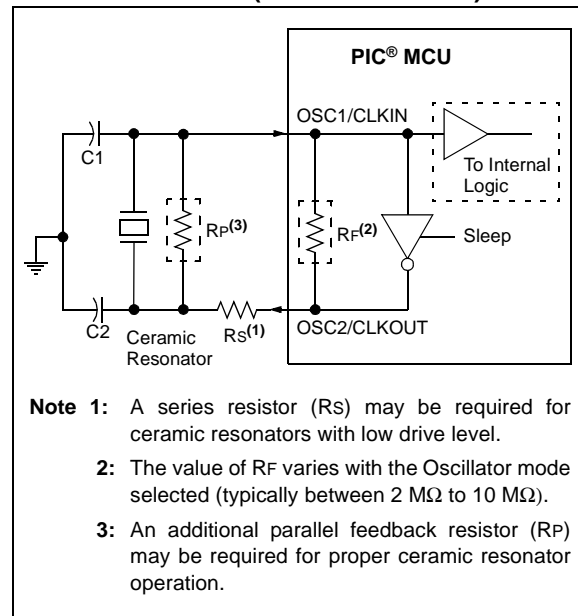 PIC® MCU
OSC1/CLKIN
C1
To Internal
Logic
RP(3)
RF(2)
Sleep
C2
Ceramic
Resonator
RS(1)
OSC2/CLKOUT
Note 1: A series resistor (RS) may be required for
ceramic resonators with low drive level.
2: The value of RF varies with the Oscillator mode
selected (typically between 2 MΩ to 10 MΩ).
3: An additional parallel feedback resistor (RP)
may be required for proper ceramic resonator
operation.